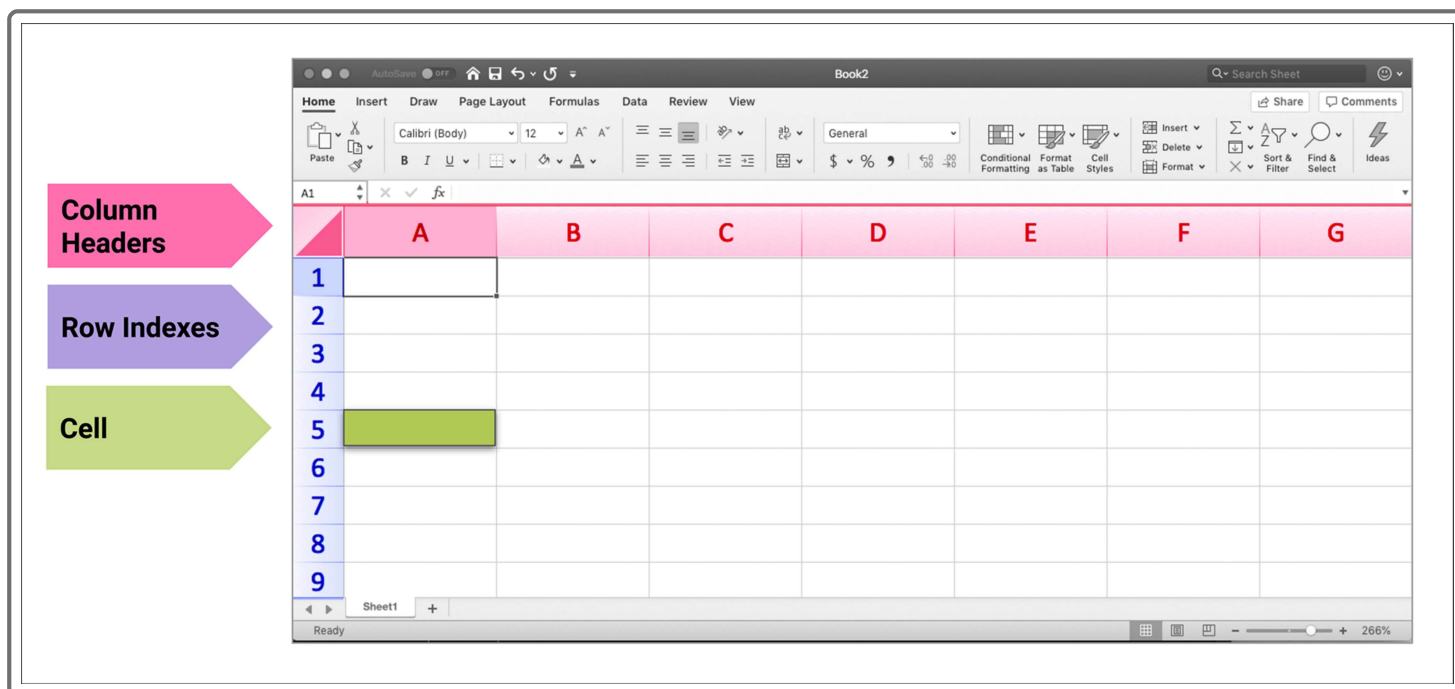 AutoSave OFF
Book2
Search Sheet
Home Insert Draw Page Layout Formulas Data Review View
Share Comments
Paste
Calibri (Body) 12
A^ A˅
ab
General
Conditional Formatting
Format as Table
Cell Styles
Insert
Delete
Format
Sort & Filter
Find & Select
Ideas
B I U A
$ % 9
A1 fx
Column
Headers
A B C D E F G
Row Indexes
Cell
1
2
3
4
5
6
7
8
9
Sheet1 +
Ready
- + 266%